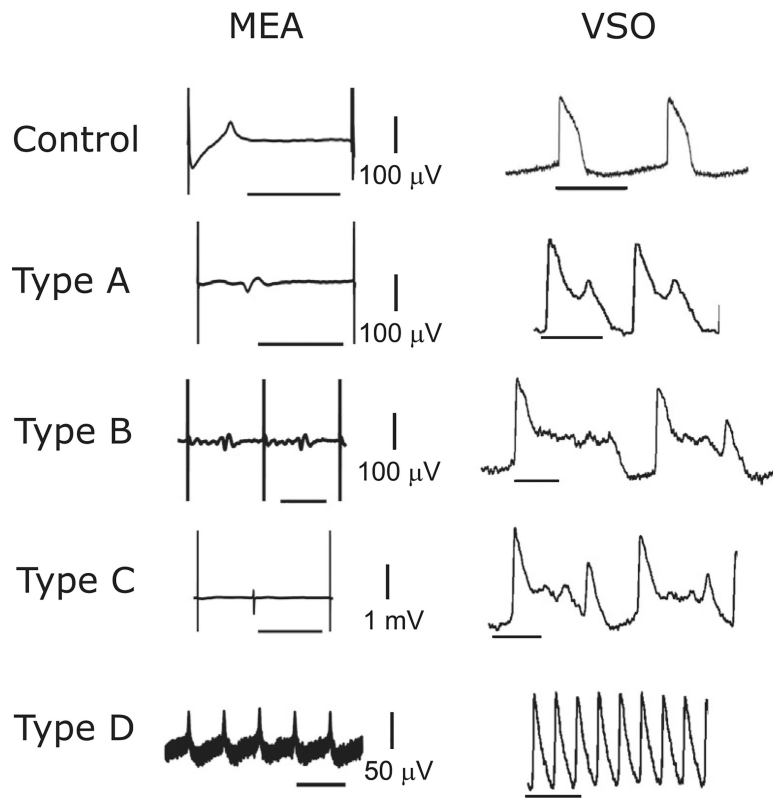 MEA VSO
Control
100 μV
Type A
100 μV
Type B
100 μV
Type C
1 mV
Type D
50 μV